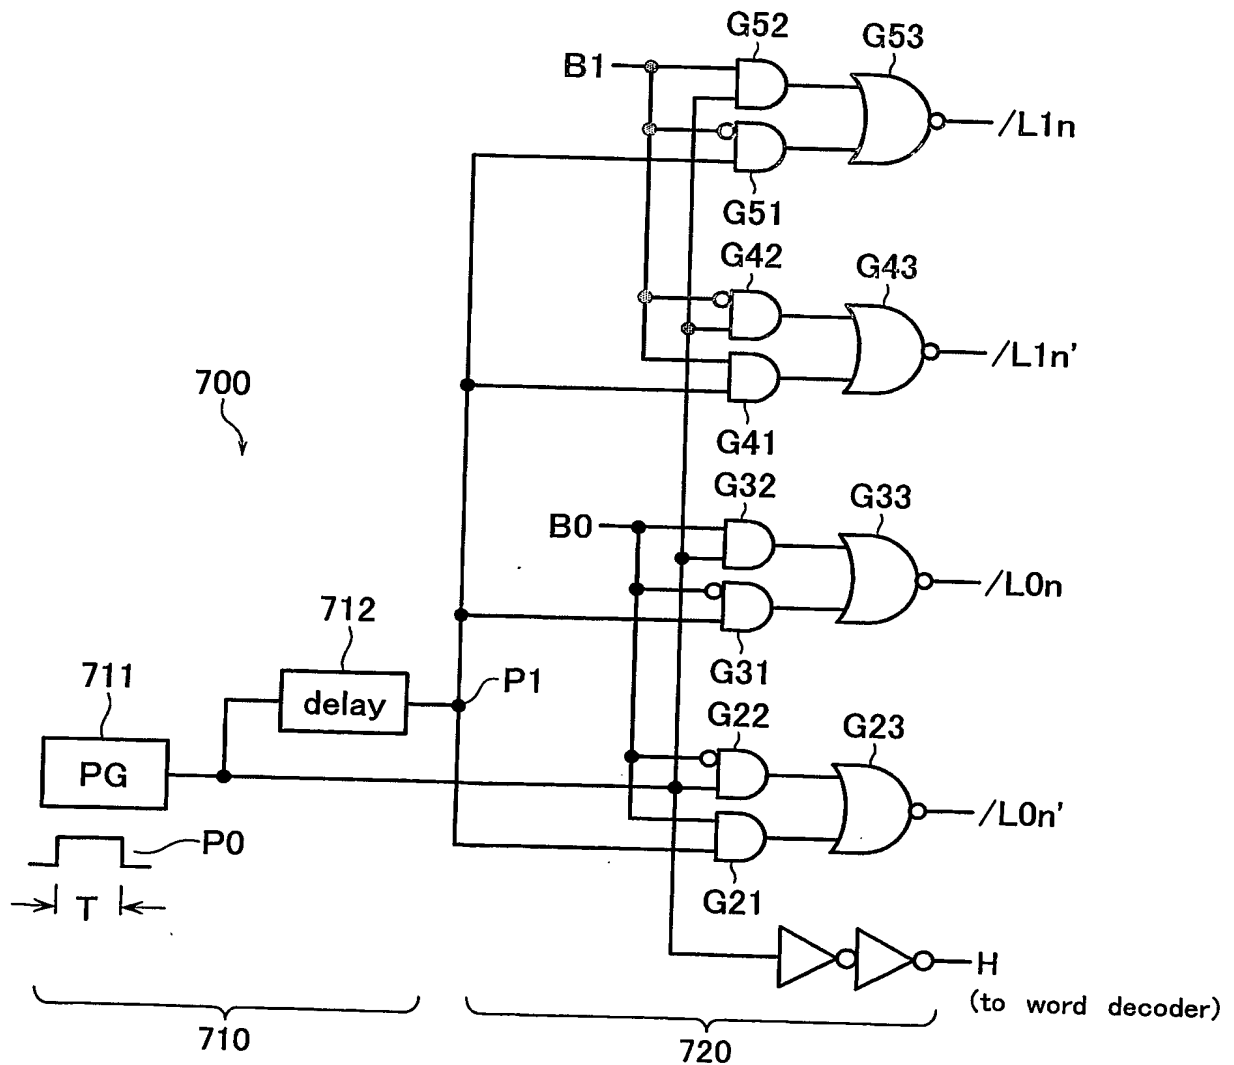 G52
G53
B1
/L1n
G51
G42
G43
/L1n'
700
G41
G32
G33
B0
/L0n
712
G31
711
delay
P1
G22
G23
PG
/L0n'
P0
T
G21
H
(to word decoder)
710
720